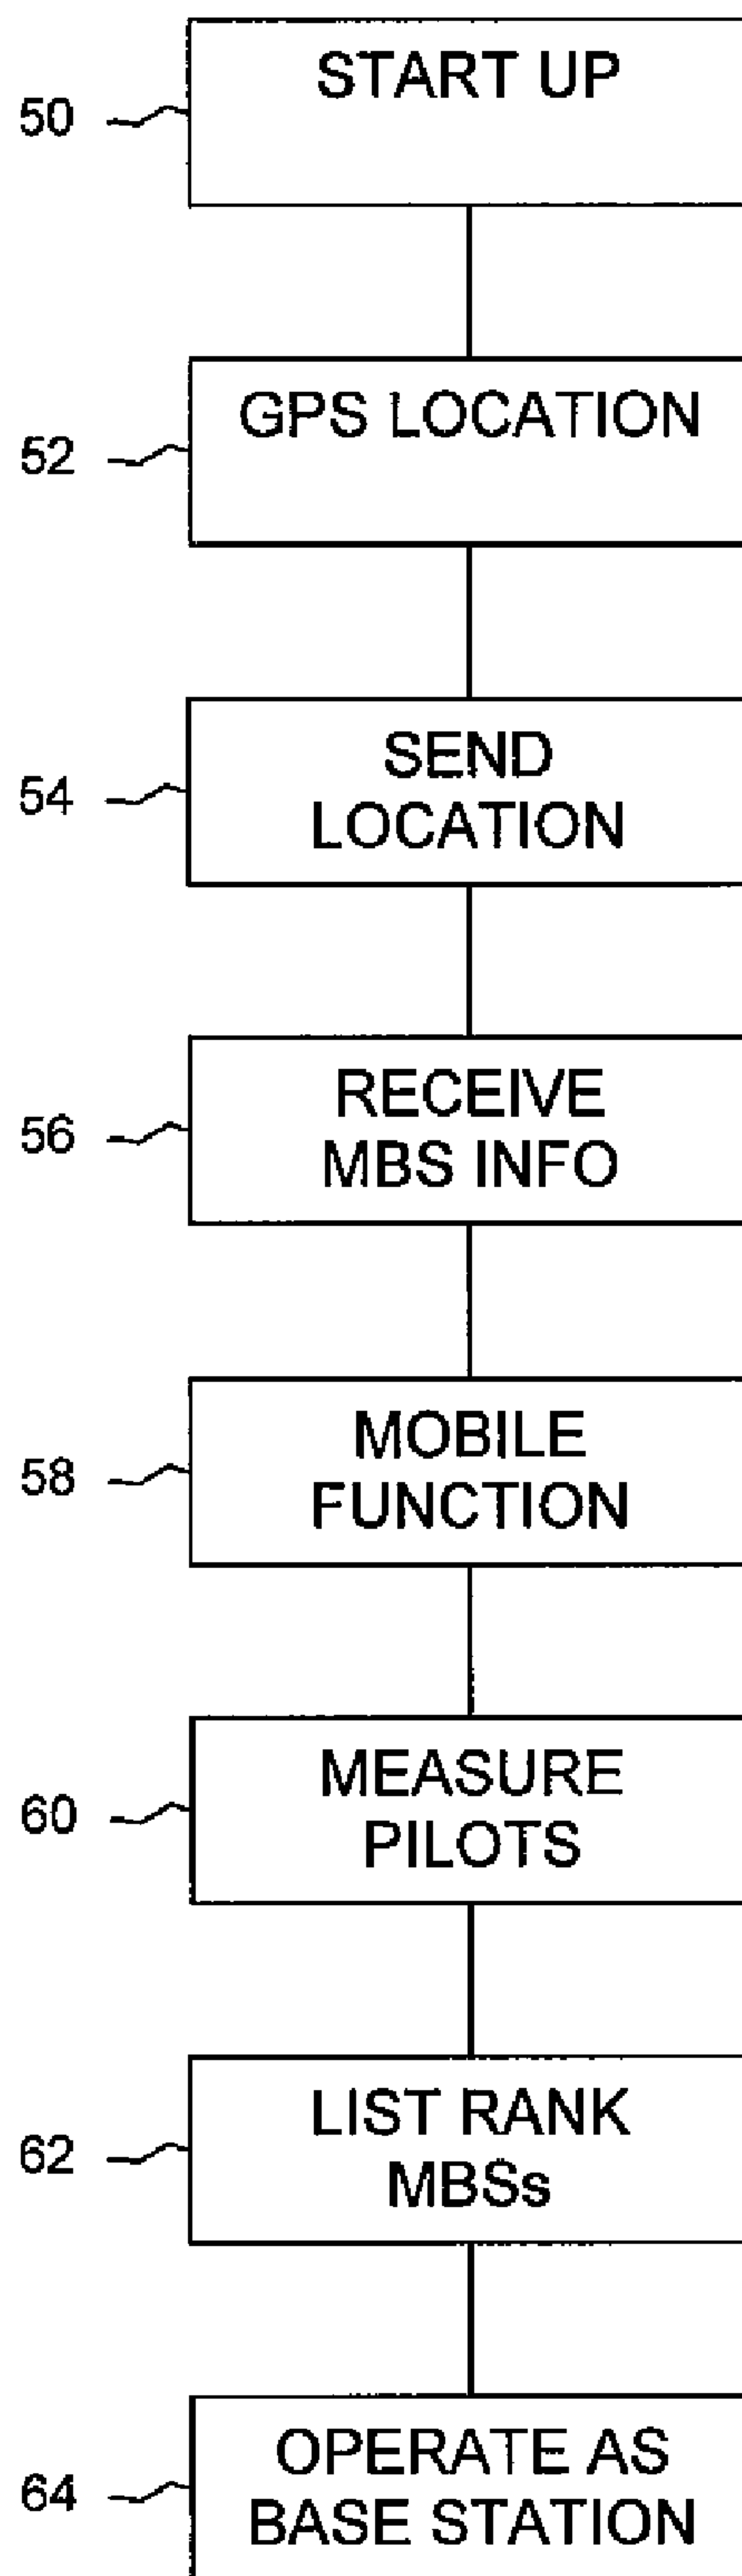 START UP
50
GPS LOCATION
52
SEND
LOCATION
54
RECEIVE
MBS INFO
56
MOBILE
FUNCTION
58
MEASURE
PILOTS
60
LIST RANK
MBSs
62
OPERATE AS
BASE STATION
64